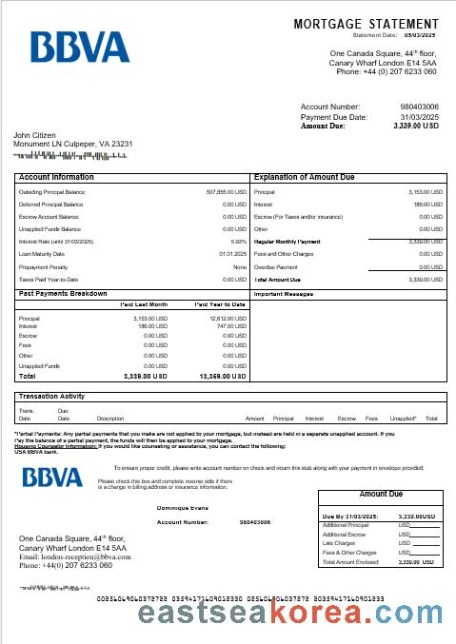 BBVA
MORTGAGE STATEMENT
Statement Date: 05/03/2025
One Canada Square, 44th floor,
Canary Wharf London E14 5AA
Phone: +44 (0) 207 6233 060
Account Number: 980403006
Payment Due Date: 31/03/2025
Amount Due: 3,339.00 USD
John Citizen
Monument LN Culpeper, VA 23231
Account Information
Outsding Principal Balance 507,855.00 USD
Deferred Principal Balance 0.00 USD
Escrow Account Balance 0.00 USD
Unapplied Funds Balance 0.00 USD
Interest Rate (until 31/03/2025)
Loan Maturity Date 01.01.2025
Prepayment Penalty None
Taxes Paid Year-to-Date 0.00 USD
Explanation of Amount Due
Principal 3,153.00 USD
Interest 186.00 USD
Escrow (For Taxes and/or insurance) 0.00 USD
Other 0.00 USD
Regular Monthly Payment 3,339.00 USD
Fees and Other Charges 0.00 USD
Overdue Payment 0.00 USD
Total Amount Due 3,339.00 USD
Past Payments Breakdown
Paid Last Month Paid Year to Date
Principal 3,153.00 USD 12,612.00 USD
Interest 186.00 USD 747.00 USD
Escrow 0.00 USD 0.00 USD
Fees 0.00 USD 0.00 USD
Other 0.00 USD 0.00 USD
Unapplied Funds 0.00 USD 0.00 USD
Total 3,339.00 USD 13,359.00 USD
Important Messages
Transaction Activity
Trans. Date Due Date Description Amount Principal Interest Escrow Fees Unapplied* Total
*Partial Payments: Any partial payments that you make are not applied to your mortgage, but instead are held in a separate unapplied account. If you
Pay the balance of a partial payment, the funds will then be applied to your mortgage.
Housing Counselor Information: If you would like counseling or assistance, you can contact the following:
USA BBVA bank.
BBVA
To ensure proper credit, please write account number on check and return this stub along with payment in envelope provided.
Please check this box and complete reverse side if there
is a change in billing address or insurance information.
Dominique Evans
Account Number: 980403006
One Canada Square, 44th floor,
Canary Wharf London E14 5AA
Email: london-reception@bbva.com
Phone: +44(0) 207 6233 060
Amount Due
Due By 31/03/2025: 3,339.00USD
Additional Principal USD
Additional Escrow USD
Late Charges USD
Fees & Other Charges USD
Total Amount Enclosed 3,339.00 USD
eastseakorea.com